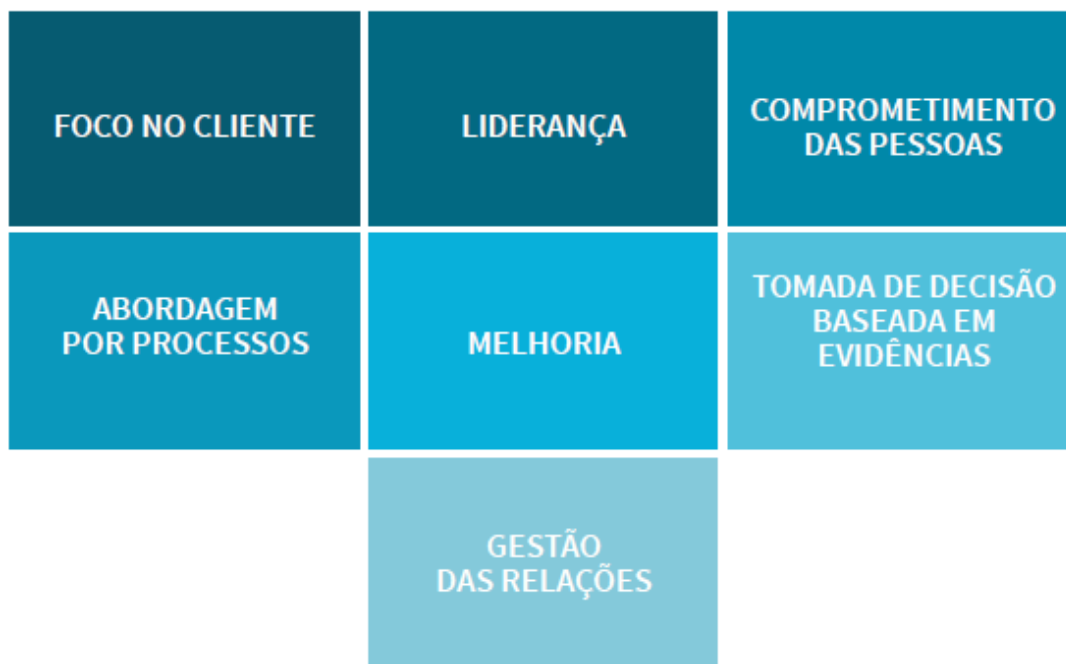 FOCO NO CLIENTE
LIDERANÇA
COMPROMETIMENTO
DAS PESSOAS
ABORDAGEM
POR PROCESSOS
MELHORIA
TOMADA DE DECISÃO
BASEADA EM
EVIDÊNCIAS
GESTÃO
DAS RELAÇÕES